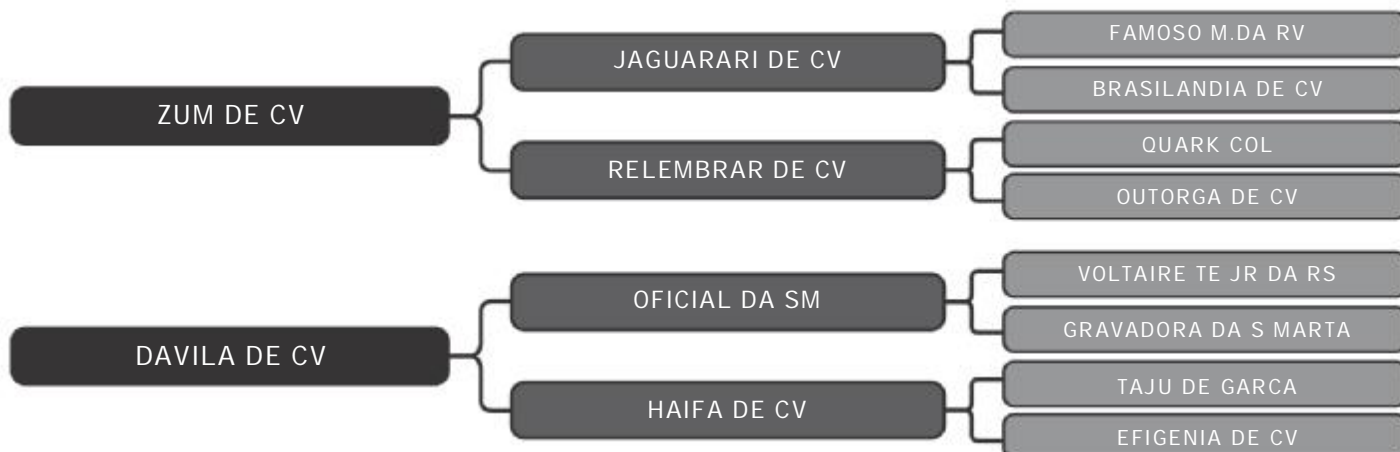 ZUM DE CV
JAGUARARI DE CV
FAMOSO M.DA RV
BRASILANDIA DE CV
RELEMBRAR DE CV
QUARK COL
OUTORGA DE CV
DAVILA DE CV
OFICIAL DA SM
VOLTAIRE TE JR DA RS
GRAVADORA DA S MARTA
HAIFA DE CV
TAJU DE GARCA
EFIGENIA DE CV